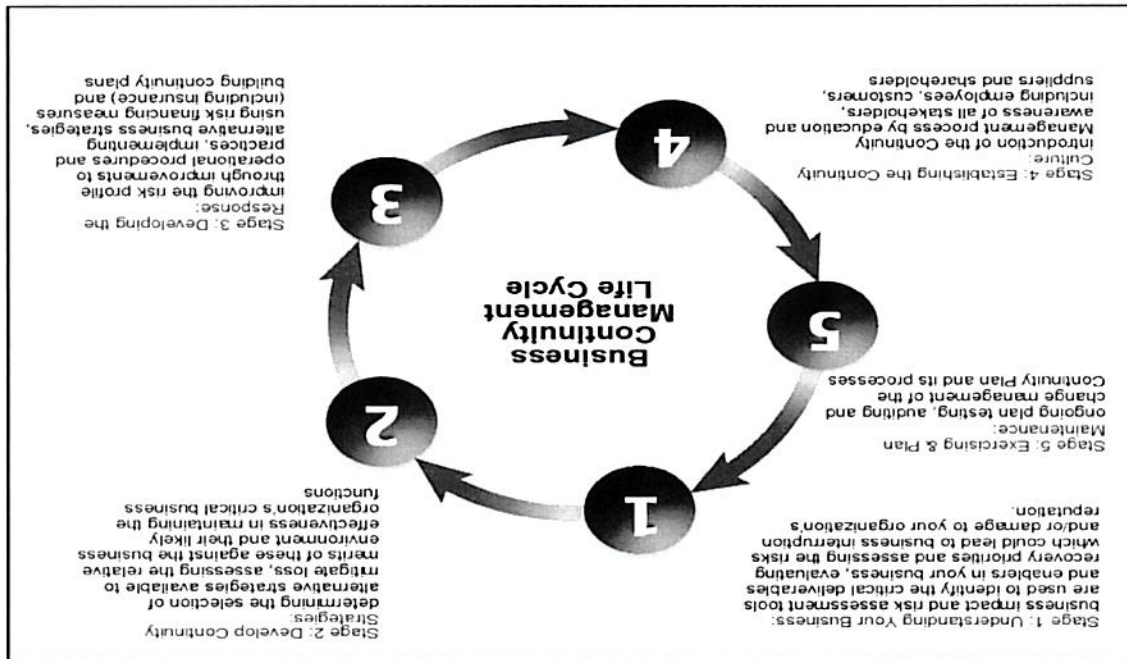 Stage 1: Understanding Your Business:
business impact and risk assessment tools
are used to identify the critical deliverables
and enablers in your business, evaluating
recovery priorities and assessing the risks
which could lead to business interruption
and/or damage to your organization's
reputation.
1
Stage 2: Develop Continuity
Strategies:
determining the selection of
alternative strategies available to
mitigate loss, assessing the relative
merits of these against the business
environment and their likely
effectiveness in maintaining the
organization's critical business
functions
2
Stage 5: Exercising & Plan
Maintenance:
ongoing plan testing, auditing and
change management of the
Continuity Plan and its processes
5
Business
Continuity
Management
Life Cycle
Stage 4: Establishing the Continuity
Culture:
introduction of the Continuity
Management process by education and
awareness of all stakeholders,
including employees, customers,
suppliers and shareholders
4
3
Stage 3: Developing the
Response:
improving the risk profile
through improvements to
operational procedures and
practices, implementing
alternative business strategies,
using risk financing measures
(including insurance) and
building continuity plans